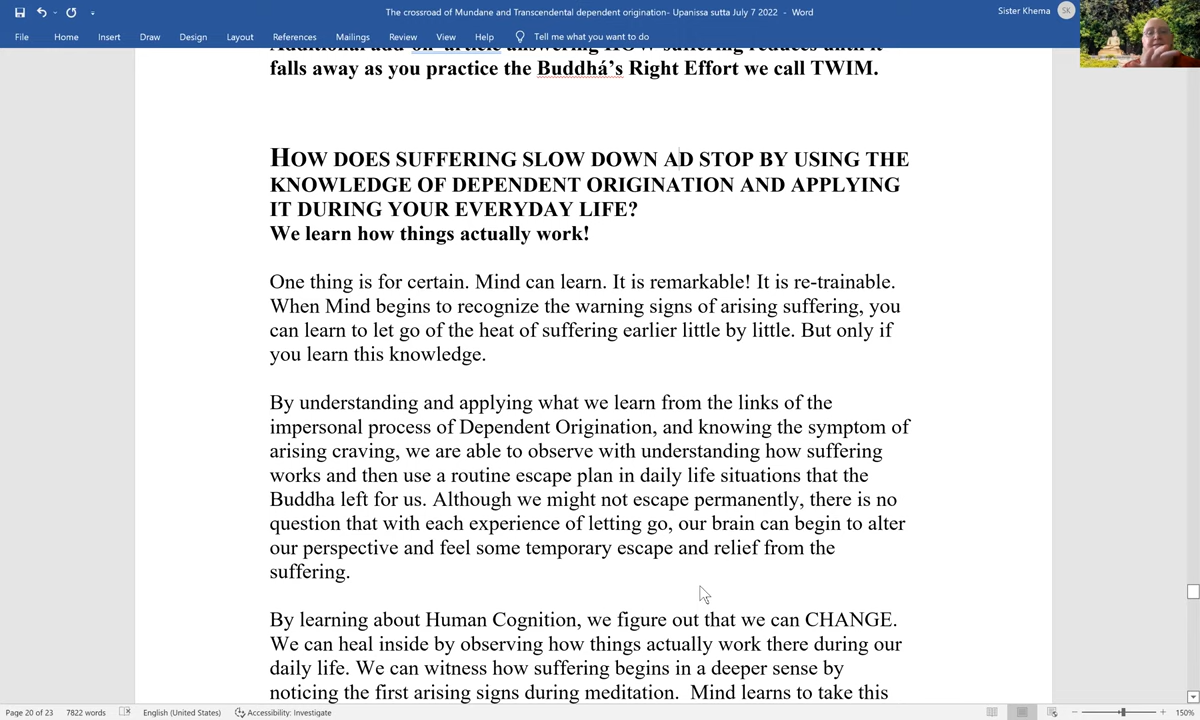 The crossroad of Mundane and Transcendental dependent origination- Upanissa sutta July 7 2022 - Word
Sister Khema
SK
File Home Insert Draw Design Layout References Mailings Review View Help Tell me what you want to do
Additional add-on-article answering HOW suffering reduces until it
falls away as you practice the Buddhá's Right Effort we call TWIM.
HOW DOES SUFFERING SLOW DOWN AD STOP BY USING THE
KNOWLEDGE OF DEPENDENT ORIGINATION AND APPLYING
IT DURING YOUR EVERYDAY LIFE?
We learn how things actually work!
One thing is for certain. Mind can learn. It is remarkable! It is re-trainable.
When Mind begins to recognize the warning signs of arising suffering, you
can learn to let go of the heat of suffering earlier little by little. But only if
you learn this knowledge.
By understanding and applying what we learn from the links of the
impersonal process of Dependent Origination, and knowing the symptom of
arising craving, we are able to observe with understanding how suffering
works and then use a routine escape plan in daily life situations that the
Buddha left for us. Although we might not escape permanently, there is no
question that with each experience of letting go, our brain can begin to alter
our perspective and feel some temporary escape and relief from the
suffering.
By learning about Human Cognition, we figure out that we can CHANGE.
We can heal inside by observing how things actually work there during our
daily life. We can witness how suffering begins in a deeper sense by
noticing the first arising signs during meditation.  Mind learns to take this
Page 20 of 23 7822 words English (United States) Accessibility: Investigate 150%